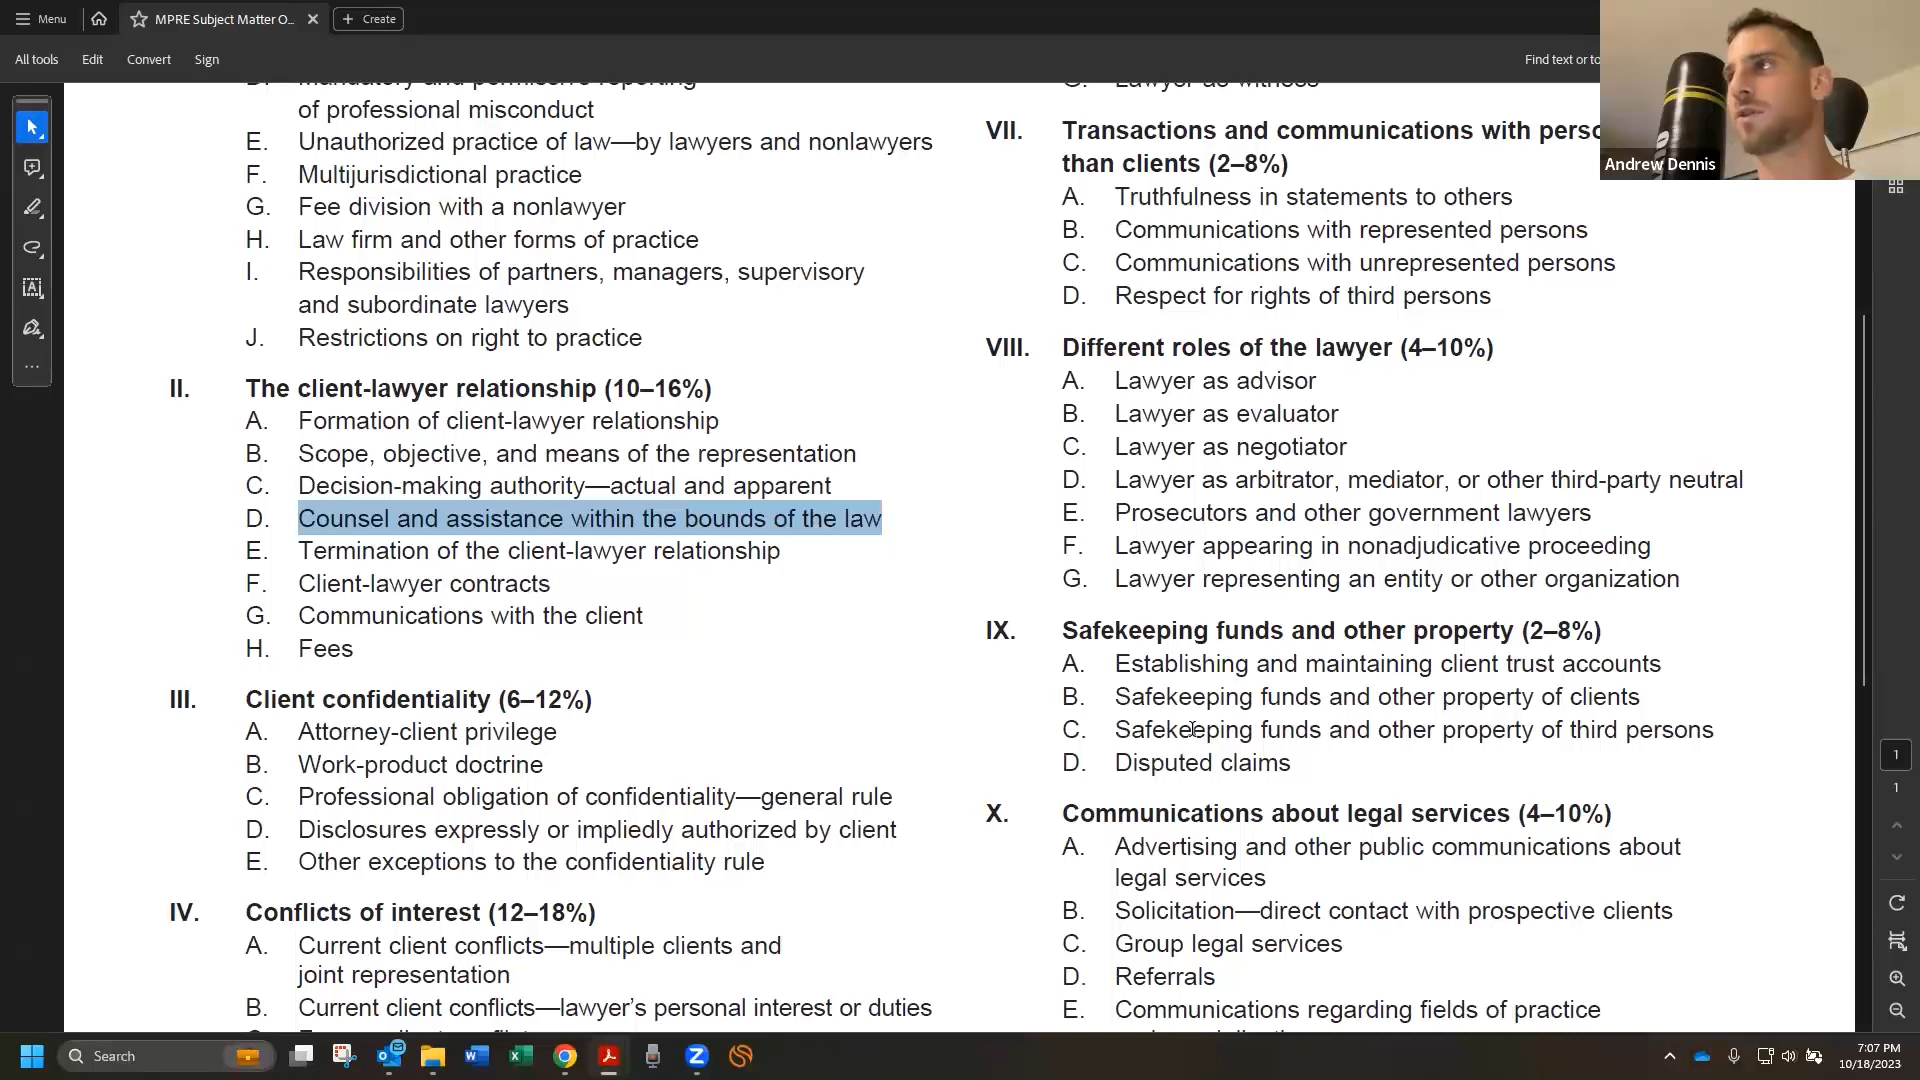 Menu
MPRE Subject Matter O...
Create
All tools
Edit
Convert
Sign
Find text or to
Andrew Dennis
D. Mandatory and permissive reporting
of professional misconduct
E. Unauthorized practice of law—by lawyers and nonlawyers
F. Multijurisdictional practice
G. Fee division with a nonlawyer
H. Law firm and other forms of practice
I. Responsibilities of partners, managers, supervisory
and subordinate lawyers
J. Restrictions on right to practice
II. The client-lawyer relationship (10–16%)
A. Formation of client-lawyer relationship
B. Scope, objective, and means of the representation
C. Decision-making authority—actual and apparent
D. Counsel and assistance within the bounds of the law
E. Termination of the client-lawyer relationship
F. Client-lawyer contracts
G. Communications with the client
H. Fees
III. Client confidentiality (6–12%)
A. Attorney-client privilege
B. Work-product doctrine
C. Professional obligation of confidentiality—general rule
D. Disclosures expressly or impliedly authorized by client
E. Other exceptions to the confidentiality rule
IV. Conflicts of interest (12–18%)
A. Current client conflicts—multiple clients and
joint representation
B. Current client conflicts—lawyer's personal interest or duties
G. Lawyer as witness
VII. Transactions and communications with perso
than clients (2–8%)
A. Truthfulness in statements to others
B. Communications with represented persons
C. Communications with unrepresented persons
D. Respect for rights of third persons
VIII. Different roles of the lawyer (4–10%)
A. Lawyer as advisor
B. Lawyer as evaluator
C. Lawyer as negotiator
D. Lawyer as arbitrator, mediator, or other third-party neutral
E. Prosecutors and other government lawyers
F. Lawyer appearing in nonadjudicative proceeding
G. Lawyer representing an entity or other organization
IX. Safekeeping funds and other property (2–8%)
A. Establishing and maintaining client trust accounts
B. Safekeeping funds and other property of clients
C. Safekeeping funds and other property of third persons
D. Disputed claims
X. Communications about legal services (4–10%)
A. Advertising and other public communications about
legal services
B. Solicitation—direct contact with prospective clients
C. Group legal services
D. Referrals
E. Communications regarding fields of practice
1
1
Search
7:07 PM
10/18/2023